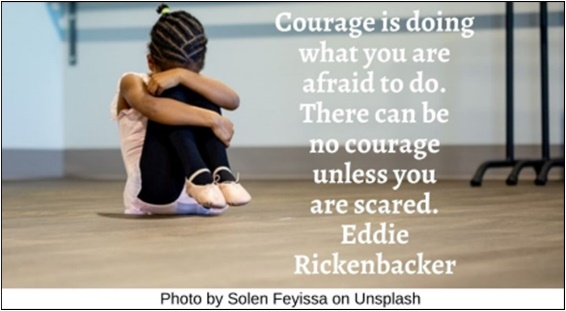 Courage is doing
what you are
afraid to do.
There can be
no courage
unless you
are scared.
Eddie
Rickenbacker
Photo by Solen Feyissa on Unsplash